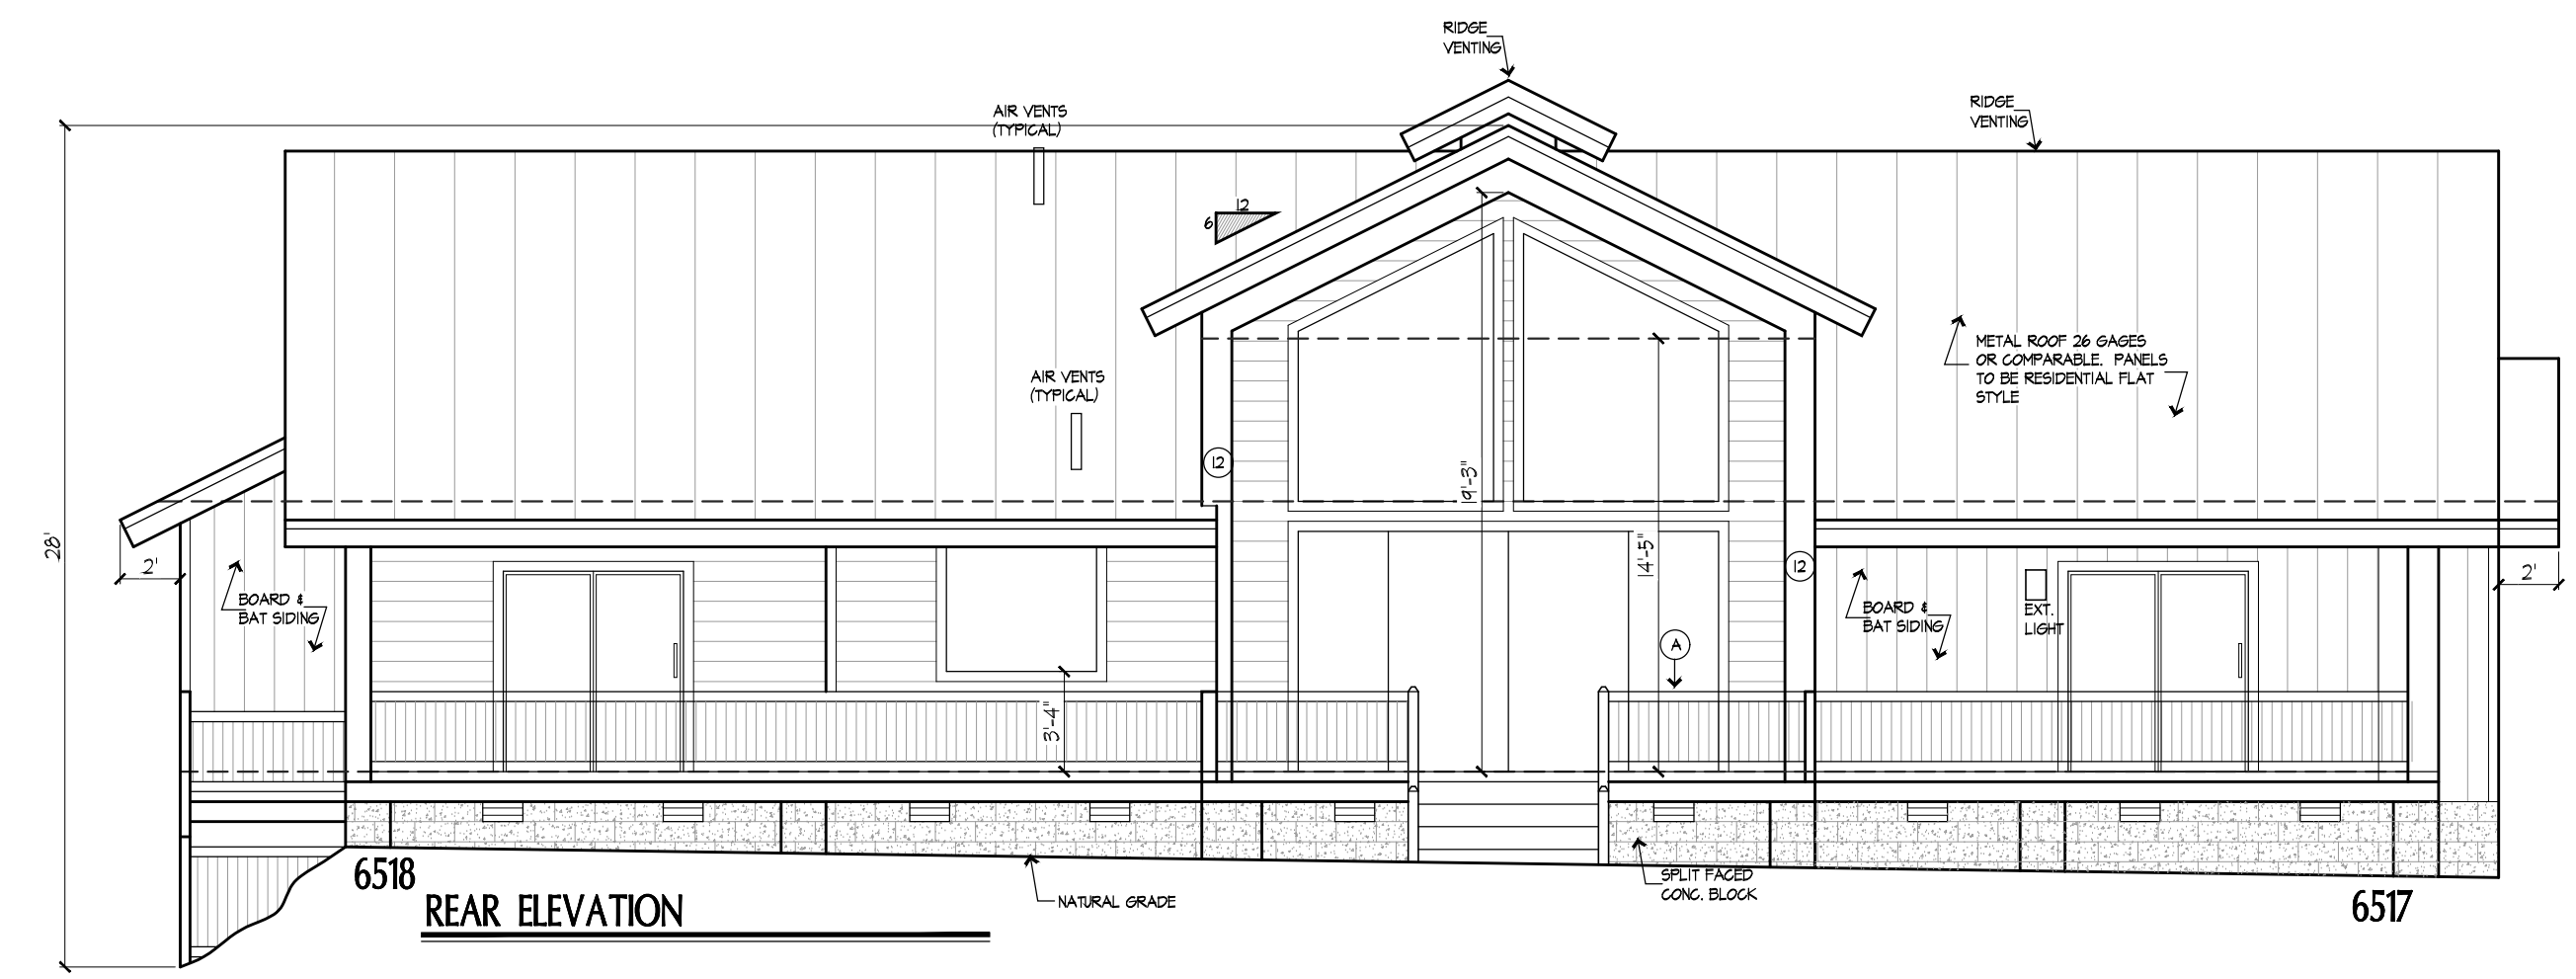 RIDGE
VENTING
AIR VENTS
(TYPICAL)
RIDGE
VENTING
12
6
28'
METAL ROOF 26 GAGES
OR COMPARABLE. PANELS
TO BE RESIDENTIAL FLAT
STYLE
AIR VENTS
(TYPICAL)
12
19'-3"
14'-5"
12
2'
2'
BOARD &
BAT SIDING
BOARD &
BAT SIDING
EXT.
LIGHT
A
3'-4"
6518
REAR ELEVATION
NATURAL GRADE
SPLIT FACED
CONC. BLOCK
6517